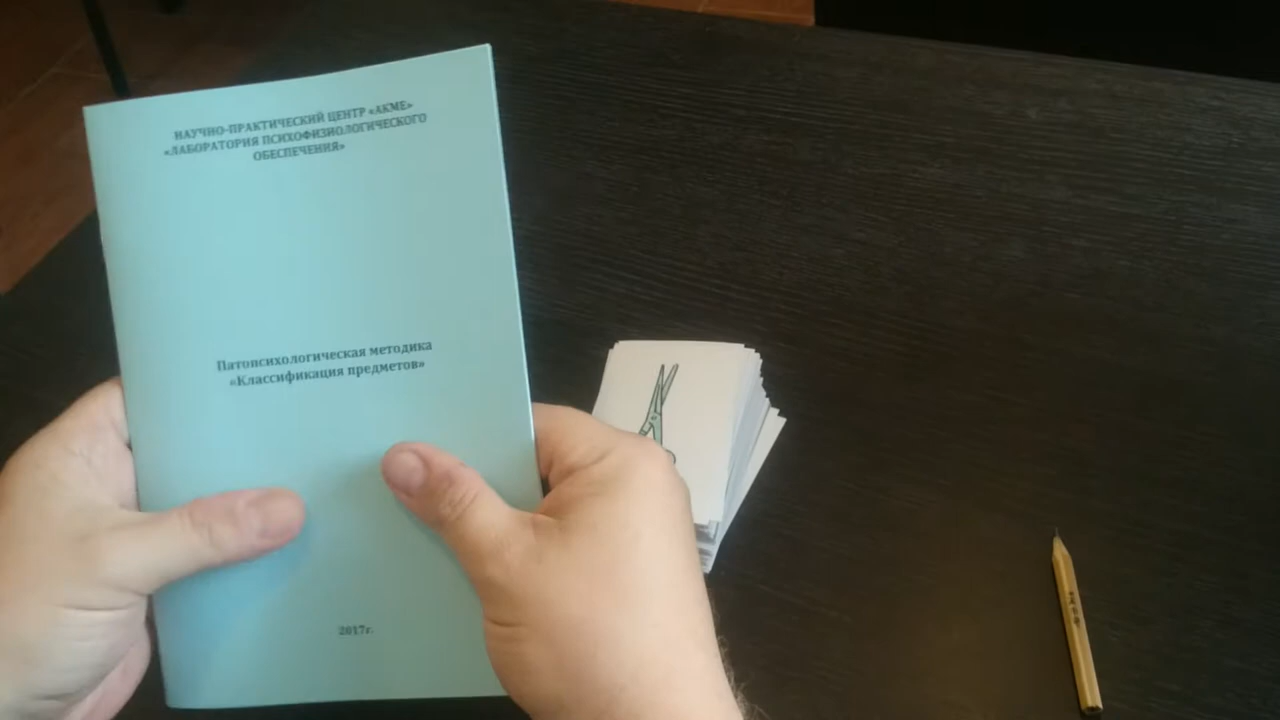 НАУЧНО-ПРАКТИЧЕСКИЙ ЦЕНТР «АКМЕ»
«ЛАБОРАТОРИЯ ПСИХОФИЗИОЛОГИЧЕСКОГО
ОБЕСПЕЧЕНИЯ»
Патопсихологическая методика
«Классификация предметов»
2017г.